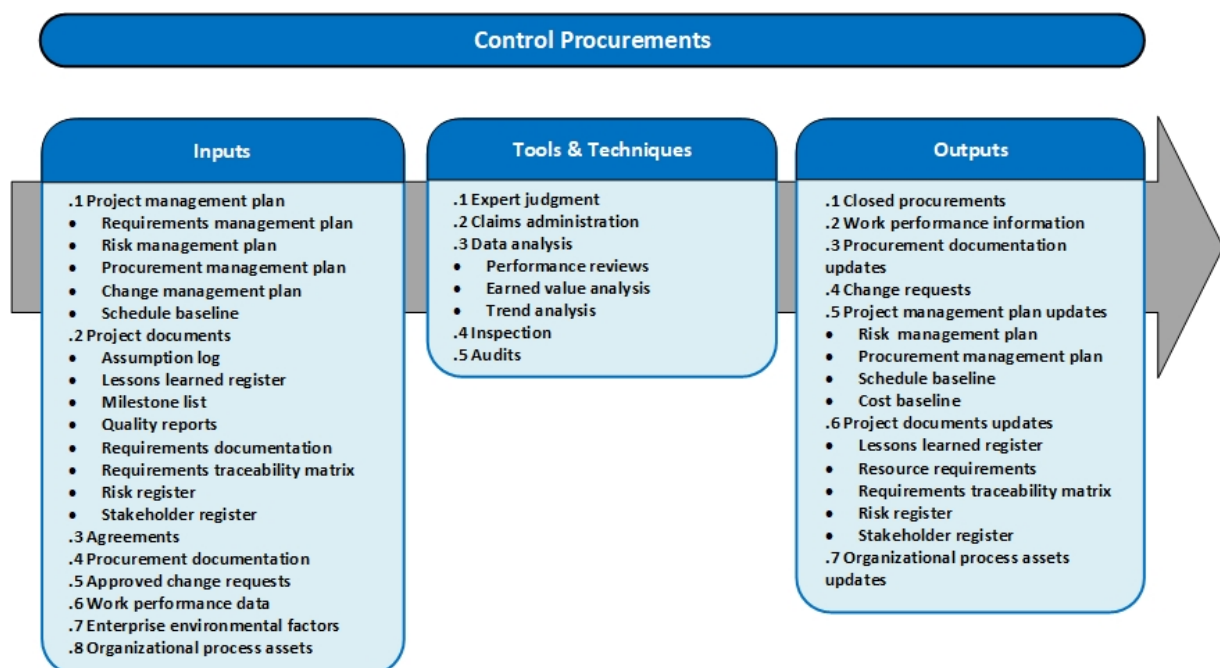 Control Procurements
Inputs
.1 Project management plan
• Requirements management plan
• Risk management plan
• Procurement management plan
• Change management plan
• Schedule baseline
.2 Project documents
• Assumption log
• Lessons learned register
• Milestone list
• Quality reports
• Requirements documentation
• Requirements traceability matrix
• Risk register
• Stakeholder register
.3 Agreements
.4 Procurement documentation
.5 Approved change requests
.6 Work performance data
.7 Enterprise environmental factors
.8 Organizational process assets
Tools & Techniques
.1 Expert judgment
.2 Claims administration
.3 Data analysis
• Performance reviews
• Earned value analysis
• Trend analysis
.4 Inspection
.5 Audits
Outputs
.1 Closed procurements
.2 Work performance information
.3 Procurement documentation
updates
.4 Change requests
.5 Project management plan updates
• Risk management plan
• Procurement management plan
• Schedule baseline
• Cost baseline
.6 Project documents updates
• Lessons learned register
• Resource requirements
• Requirements traceability matrix
• Risk register
• Stakeholder register
.7 Organizational process assets
updates